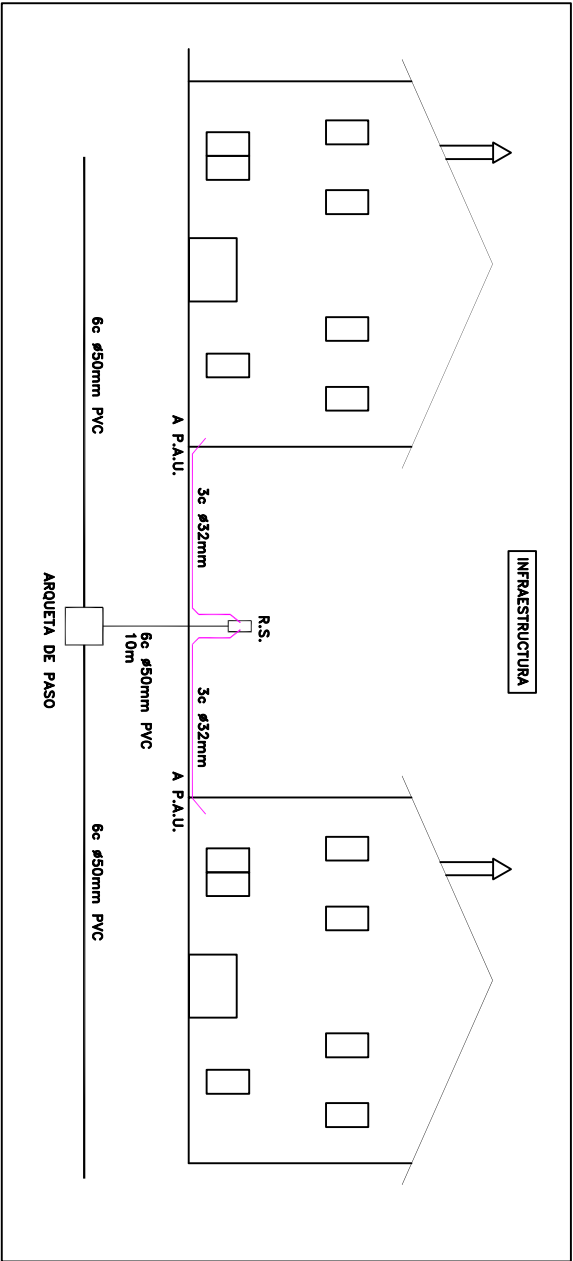 INFRAESTRUCTURA
R.S.
3c ø32mm
3c ø32mm
A P.A.U.
A P.A.U.
6c ø50mm PVC
10m
6c ø50mm PVC
6c ø50mm PVC
ARQUETA DE PASO